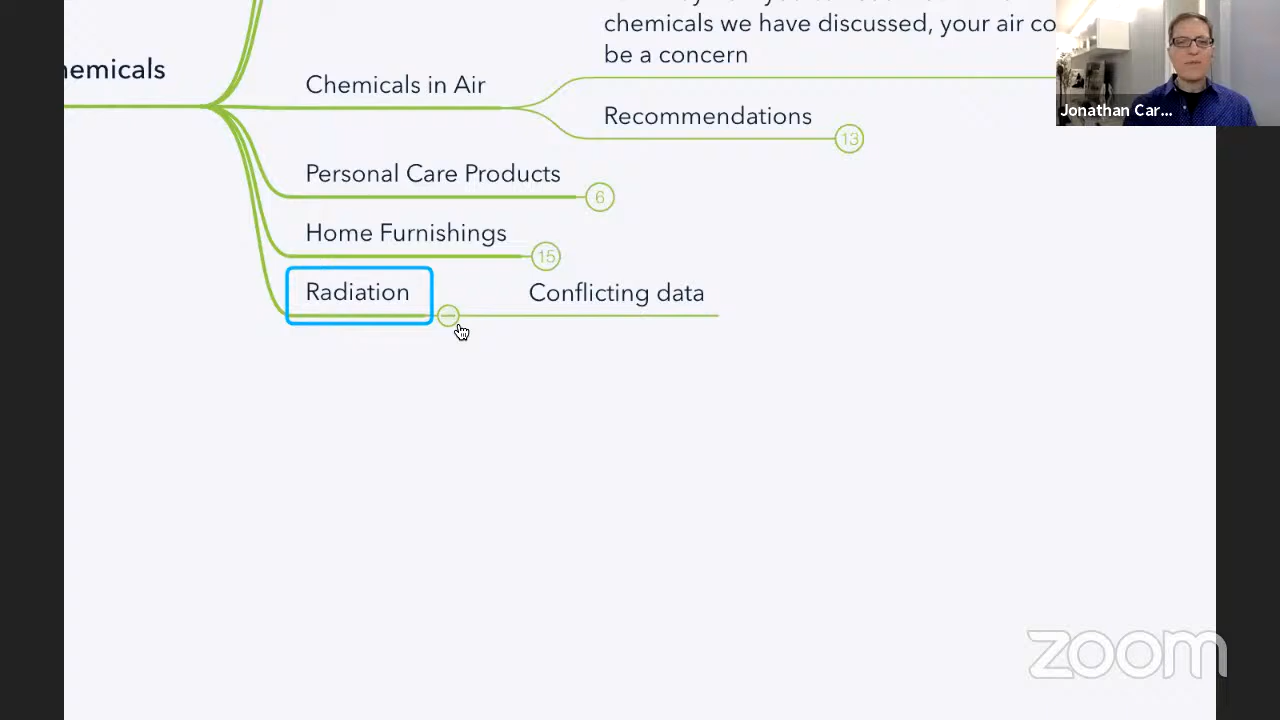 chemicals we have discussed, your air co
be a concern
hemicals
Chemicals in Air
Recommendations
13
Personal Care Products
6
Home Furnishings
15
Radiation
Conflicting data
Jonathan Car...
zoom